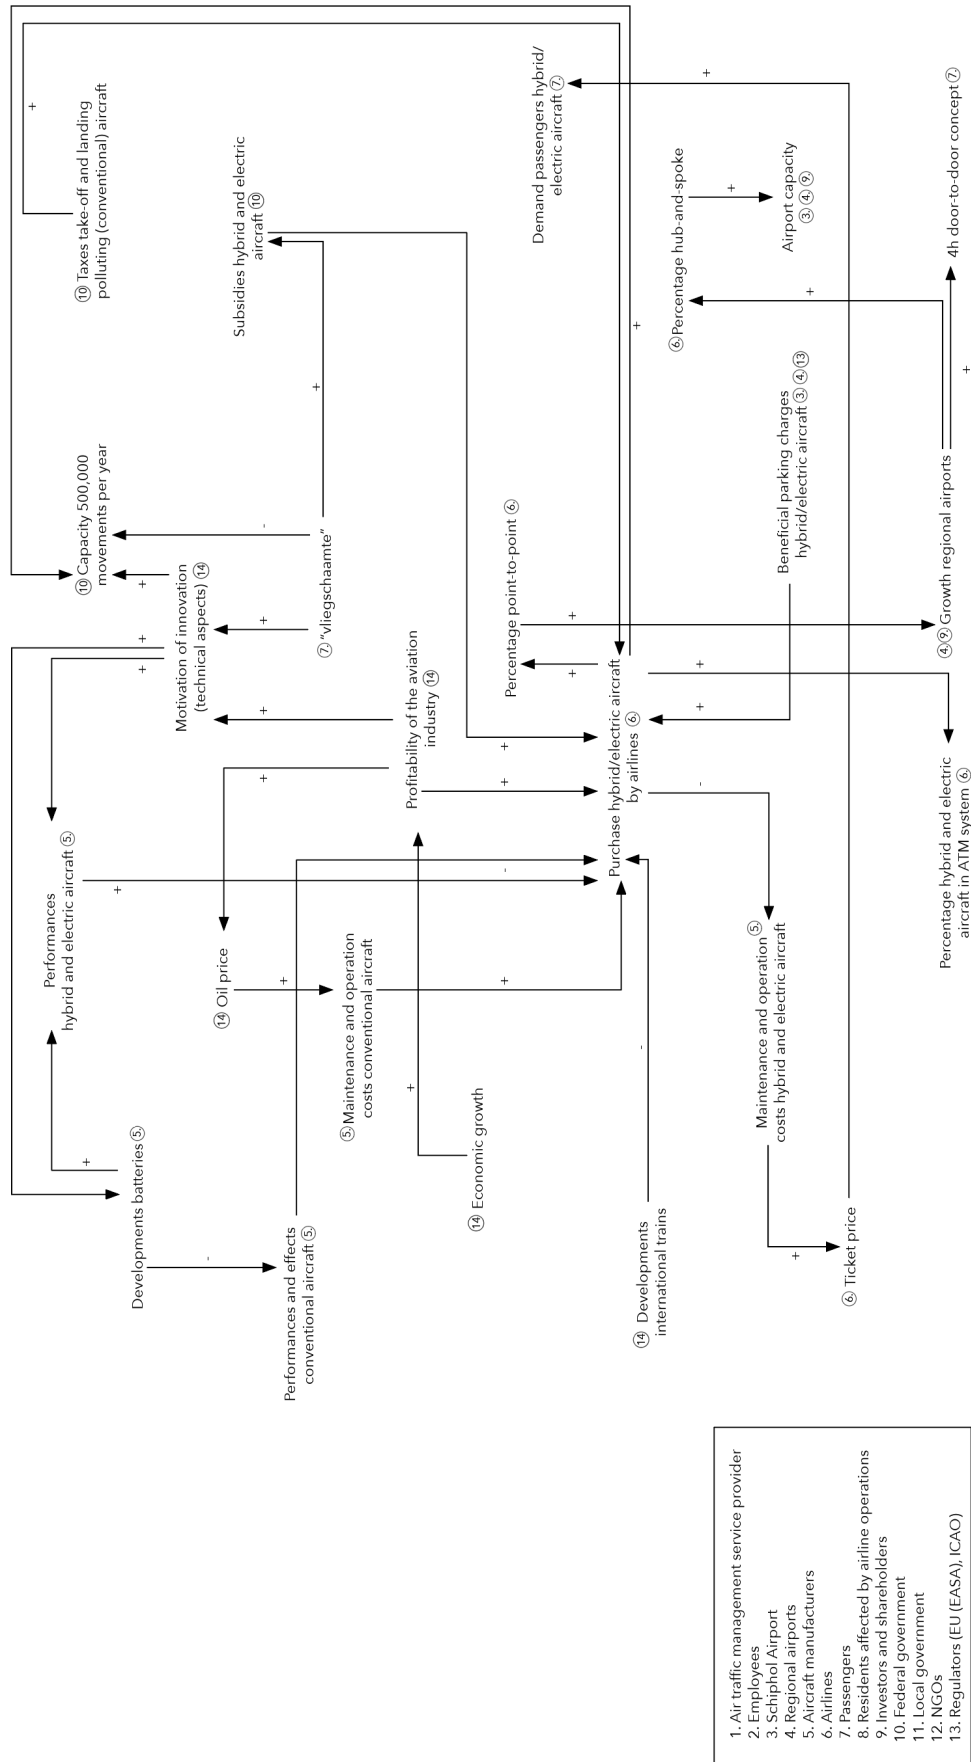 +
+
⑩ Taxes take-off and landing
polluting (conventional) aircraft
⑩ Capacity 500,000
movements per year
Performances
hybrid and electric aircraft ⑤.
+
+
+
-
+
Developments batteries ⑤.
Motivation of innovation
(technical aspects) ⑭
Subsidies hybrid and electric
aircraft ⑩
-
+
+
+
+
+
⑭ Oil price
⑦. "vliegschaamte"
+
Performances and effects
conventional aircraft ⑤.
⑤. Maintenance and operation
costs conventional aircraft
Profitability of the aviation
industry ⑭
+
⑭ Economic growth
+
-
+
+
Percentage point-to-point ⑥.
Demand passengers hybrid/
electric aircraft ⑦.
+
+
Purchase hybrid/electric aircraft
by airlines ⑥.
+
⑭ Developments
international trains
-
⑥. Percentage hub-and-spoke
-
+
+
+
+
Maintenance and operation ⑤.
costs hybrid and electric aircraft
Beneficial parking charges
hybrid/electric aircraft ③. ④. ⑬
Airport capacity
③. ④. ⑨.
+
+
⑥. Ticket price
Percentage hybrid and electric
aircraft in ATM system ⑥.
④. ⑨. Growth regional airports
4h door-to-door concept ⑦.
+
1. Air traffic management service provider
2. Employees
3. Schiphol Airport
4. Regional airports
5. Aircraft manufacturers
6. Airlines
7. Passengers
8. Residents affected by airline operations
9. Investors and shareholders
10. Federal government
11. Local government
12. NGOs
13. Regulators (EU (EASA), ICAO)